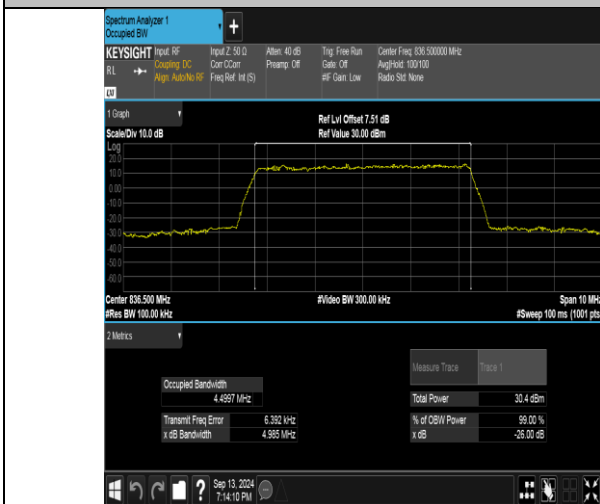 Spectrum Analyzer 1
Occupied BW
+
KEYSIGHT Input: RF Input Z: 50 Ω Atten: 40 dB Trig: Free Run Center Freq: 836.500000 MHz
RL Coupling: DC Corr CCorr Preamp: Off Gate: Off Avg|Hold: 100/100
Align: Auto/No RF Freq Ref: Int (S) #IF Gain: Low Radio Std: None
LXI
1 Graph
Ref Lvl Offset 7.51 dB
Scale/Div 10.0 dB Ref Value 30.00 dBm
Log
20.0
10.0
0.00
-10.0
-20.0
-30.0
-40.0
-50.0
-60.0
Center 836.500 MHz #Video BW 300.00 kHz Span 10 MHz
#Res BW 100.00 kHz #Sweep 100 ms (1001 pts
2 Metrics
Measure Trace Trace 1
Occupied Bandwidth
4.4997 MHz Total Power 30.4 dBm
Transmit Freq Error 6.392 kHz % of OBW Power 99.00 %
x dB Bandwidth 4.985 MHz x dB -26.00 dB
? Sep 13, 2024
7:14:10 PM